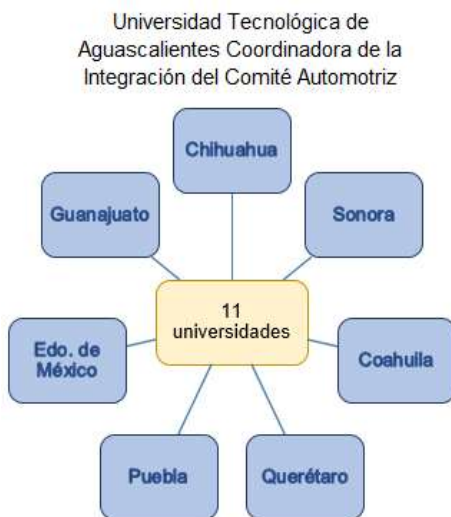 Universidad Tecnológica de
Aguascalientes Coordinadora de la
Integración del Comité Automotriz
Chihuahua
Guanajuato
Sonora
11
universidades
Edo. de
México
Coahuila
Puebla
Querétaro